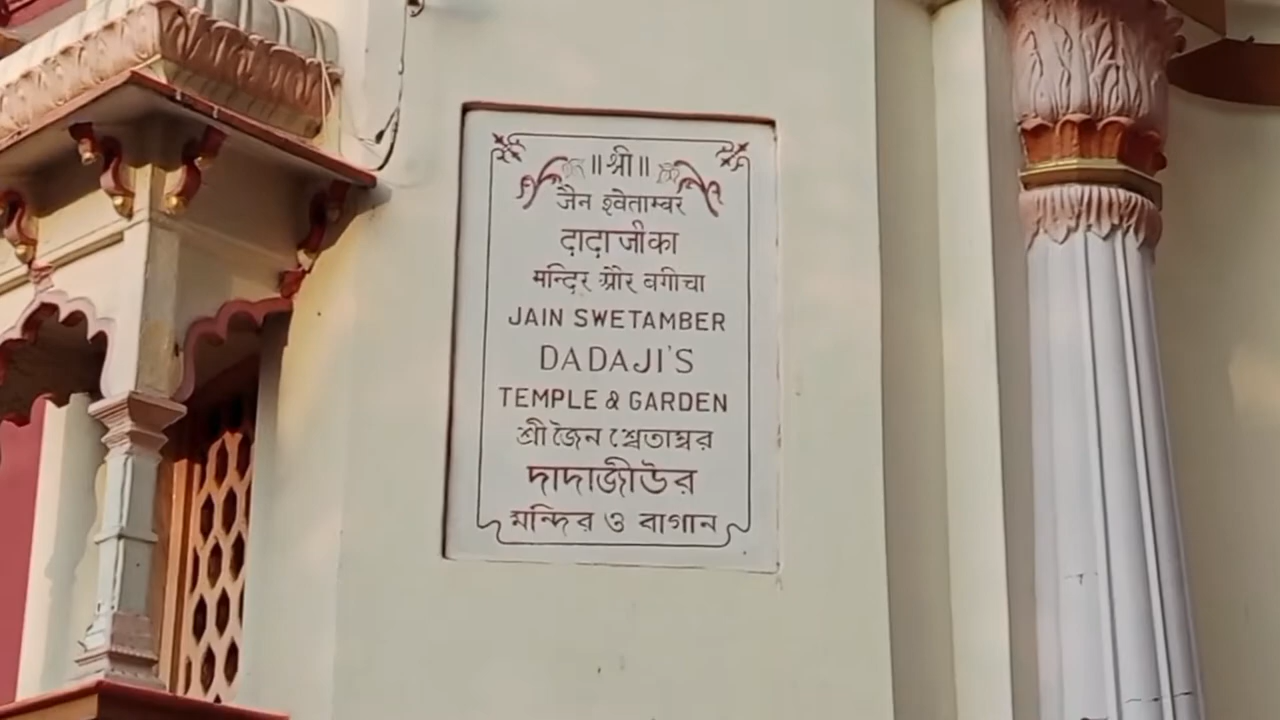 ॥श्री॥
जैन श्वेताम्बर
दादाजीका
मन्दिर और बगीचा
JAIN SWETAMBER
DADAJI'S
TEMPLE & GARDEN
শ্রী জৈন শ্বেতাম্বর
দাদাজীউর
মন্দির ও বাগান